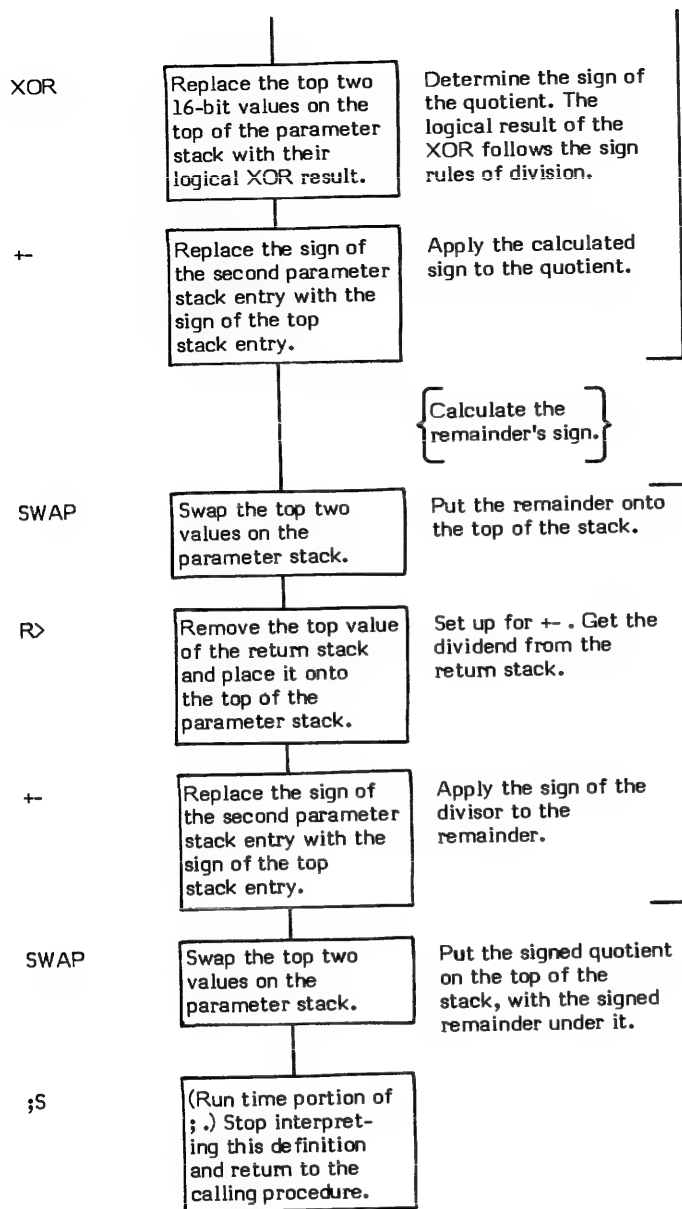 XOR
Replace the top two
16-bit values on the
top of the parameter
stack with their
logical XOR result.
Determine the sign of
the quotient. The
logical result of the
XOR follows the sign
rules of division.
+-
Replace the sign of
the second parameter
stack entry with the
sign of the top
stack entry.
Apply the calculated
sign to the quotient.
Calculate the
remainder's sign.
SWAP
Swap the top two
values on the
parameter stack.
Put the remainder onto
the top of the stack.
R>
Remove the top value
of the return stack
and place it onto
the top of the
parameter stack.
Set up for +- . Get the
dividend from the
return stack.
+-
Replace the sign of
the second parameter
stack entry with the
sign of the top
stack entry.
Apply the sign of the
divisor to the
remainder.
SWAP
Swap the top two
values on the
parameter stack.
Put the signed quotient
on the top of the
stack, with the signed
remainder under it.
;S
(Run time portion of
; .) Stop interpret-
ing this definition
and return to the
calling procedure.